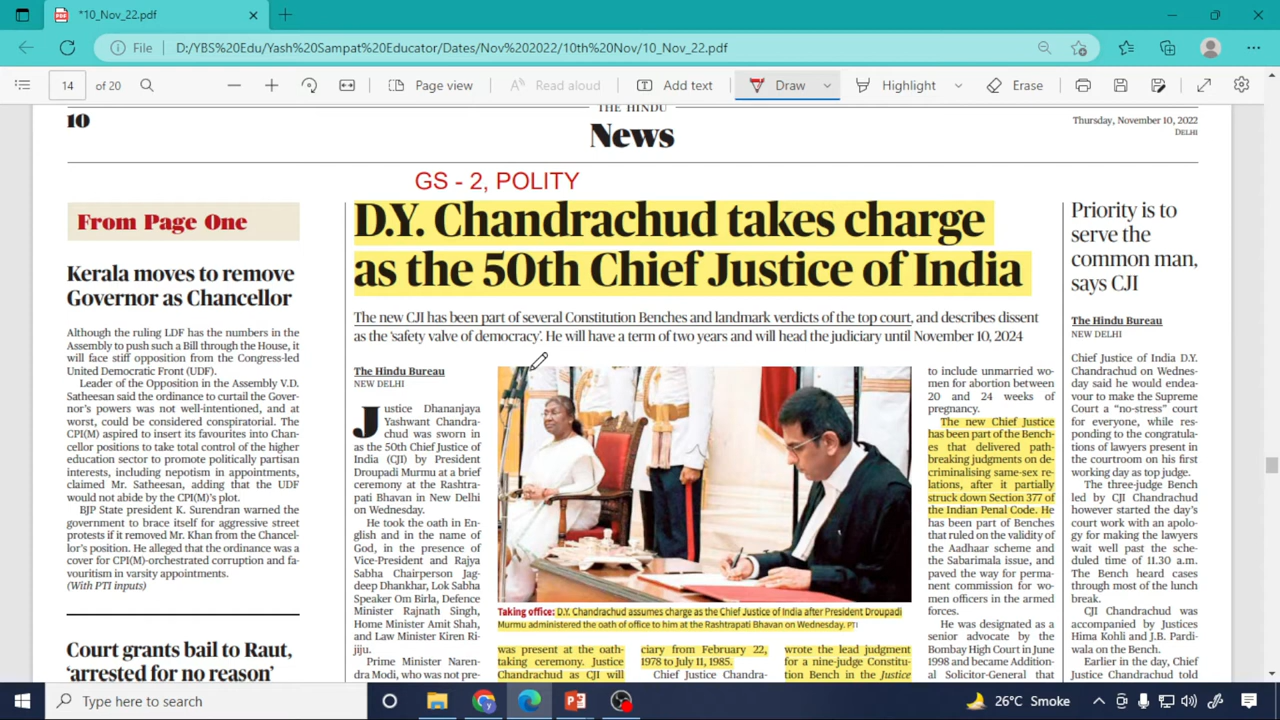 *10_Nov_22.pdf
File
D:/YBS%20Edu/Yash%20Sampat%20Educator/Dates/Nov%202022/10th%20Nov/10_Nov_22.pdf
14 of 20
Page view
Read aloud
Add text
Draw
Highlight
Erase
10
THE HINDU
News
Thursday, November 10, 2022
DELHI
GS - 2, POLITY
From Page One
Kerala moves to remove
Governor as Chancellor
Although the ruling LDF has the numbers in the
Assembly to push such a Bill through the House, it
will face stiff opposition from the Congress-led
United Democratic Front (UDF).
Leader of the Opposition in the Assembly V.D.
Satheesan said the ordinance to curtail the Gover-
nor's powers was not well-intentioned, and at
worst, could be considered conspiratorial. The
CPI(M) aspired to insert its favourites into Chan-
cellor positions to take total control of the higher
education sector to promote politically partisan
interests, including nepotism in appointments,
claimed Mr. Satheesan, adding that the UDF
would not abide by the CPI(M)'s plot.
BJP State president K. Surendran warned the
government to brace itself for aggressive street
protests if it removed Mr. Khan from the Chancel-
lor's position. He alleged that the ordinance was a
cover for CPI(M)-orchestrated corruption and fa-
vouritism in varsity appointments.
(With PTI inputs)
Court grants bail to Raut,
'arrested for no reason'
D.Y. Chandrachud takes charge
as the 50th Chief Justice of India
The new CJI has been part of several Constitution Benches and landmark verdicts of the top court, and describes dissent
as the 'safety valve of democracy'. He will have a term of two years and will head the judiciary until November 10, 2024
The Hindu Bureau
NEW DELHI
Justice Dhananjaya
Yashwant Chandra-
chud was sworn in
as the 50th Chief Justice of
India (CJI) by President
Droupadi Murmu at a brief
ceremony at the Rashtra-
pati Bhavan in New Delhi
on Wednesday.
He took the oath in En-
glish and in the name of
God, in the presence of
Vice-President and Rajya
Sabha Chairperson Jag-
deep Dhankhar, Lok Sabha
Speaker Om Birla, Defence
Minister Rajnath Singh,
Home Minister Amit Shah,
and Law Minister Kiren Ri-
jiju.
Prime Minister Naren-
dra Modi, who was not pre-
Taking office: D.Y. Chandrachud assumes charge as the Chief Justice of India after President Droupadi
Murmu administered the oath of office to him at the Rashtrapati Bhavan on Wednesday. PTI
was present at the oath-
taking ceremony. Justice
Chandrachud as CJI will
ciary from February 22,
1978 to July 11, 1985.
Chief Justice Chandra-
wrote the lead judgment
for a nine-judge Constitu-
tion Bench in the Justice
to include unmarried wo-
men for abortion between
20 and 24 weeks of
pregnancy.
The new Chief Justice
has been part of the Bench-
es that delivered path-
breaking judgments on de-
criminalising same-sex re-
lations, after it partially
struck down Section 377 of
the Indian Penal Code. He
has been part of Benches
that ruled on the validity of
the Aadhaar scheme and
the Sabarimala issue, and
paved the way for perma-
nent commission for wo-
men officers in the armed
forces.
He was designated as a
senior advocate by the
Bombay High Court in June
1998 and became Addition-
al Solicitor-General that
Priority is to
serve the
common man,
says CJI
The Hindu Bureau
NEW DELHI
Chief Justice of India D.Y.
Chandrachud on Wednes-
day said he would endea-
vour to make the Supreme
Court a "no-stress" court
for everyone, while res-
ponding to the congratula-
tions of lawyers present in
the courtroom on his first
working day as top judge.
The three-judge Bench
led by CJI Chandrachud
however started the day's
court work with an apolo-
gy for making the lawyers
wait well past the sche-
duled time of 11.30 a.m.
The Bench heard cases
through most of the lunch
break.
CJI Chandrachud was
accompanied by Justices
Hima Kohli and J.B. Pardi-
wala on the Bench.
Earlier in the day, Chief
Justice Chandrachud told
Type here to search
26°C Smoke